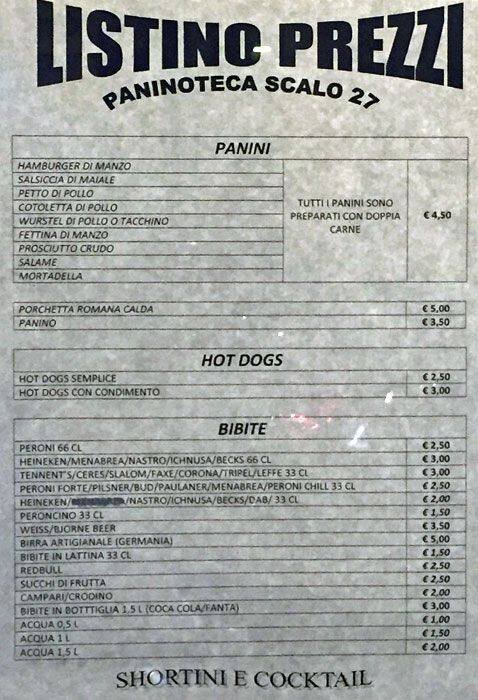 LISTINO PREZZI
PANINOTECA SCALO 27
PANINI
HAMBURGER DI MANZO
SALSICCIA DI MAIALE
PETTO DI POLLO
COTOLETTA DI POLLO
WURSTEL DI POLLO O TACCHINO
FETTINA DI MANZO
PROSCIUTTO CRUDO
SALAME
MORTADELLA
TUTTI I PANINI SONO
PREPARATI CON DOPPIA
CARNE
€ 4,50
PORCHETTA ROMANA CALDA € 5,00
PANINO € 3,50
HOT DOGS
HOT DOGS SEMPLICE € 2,50
HOT DOGS CON CONDIMENTO € 3,00
BIBITE
PERONI 66 CL € 2,50
HEINEKEN/MENABREA/NASTRO/ICHNUSA/BECKS 66 CL € 3,00
TENNENT'S/CERES/SLALOM/FAXE/CORONA/TRIPEL/LEFFE 33 CL € 3,00
PERONI FORTE/PILSNER/BUD/PAULANER/MENABREA/PERONI CHILL 33 CL € 2,50
HEINEKEN/ /NASTRO/ICHNUSA/BECKS/DAB/ 33 CL € 2,00
PERONCINO 33 CL € 1,50
WEISS/BJORNE BEER € 3,50
BIRRA ARTIGIANALE (GERMANIA) € 5,00
BIBITE IN LATTINA 33 CL € 1,50
REDBULL € 2,50
SUCCHI DI FRUTTA € 2,50
CAMPARI/CRODINO € 2,00
BIBITE IN BOTTTIGLIA 1,5 L (COCA COLA/FANTA) € 3,00
ACQUA 0,5 L € 1,00
ACQUA 1 L € 1,50
ACQUA 1,5 L € 2,00
SHORTINI E COCKTAIL